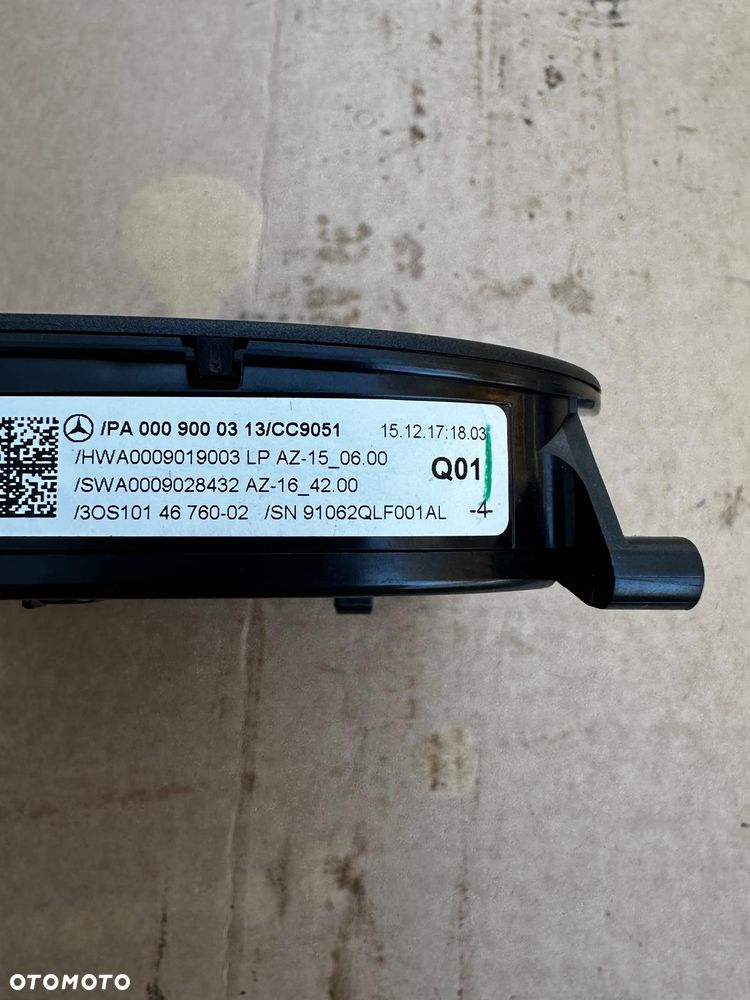 /PA 000 900 03 13/CC9051 15.12.17:18.03
/HWA0009019003 LP AZ-15_06.00 Q01
/SWA0009028432 AZ-16_42.00
/3OS101 46 760-02 /SN 91062QLF001AL -4
OTOMOTO